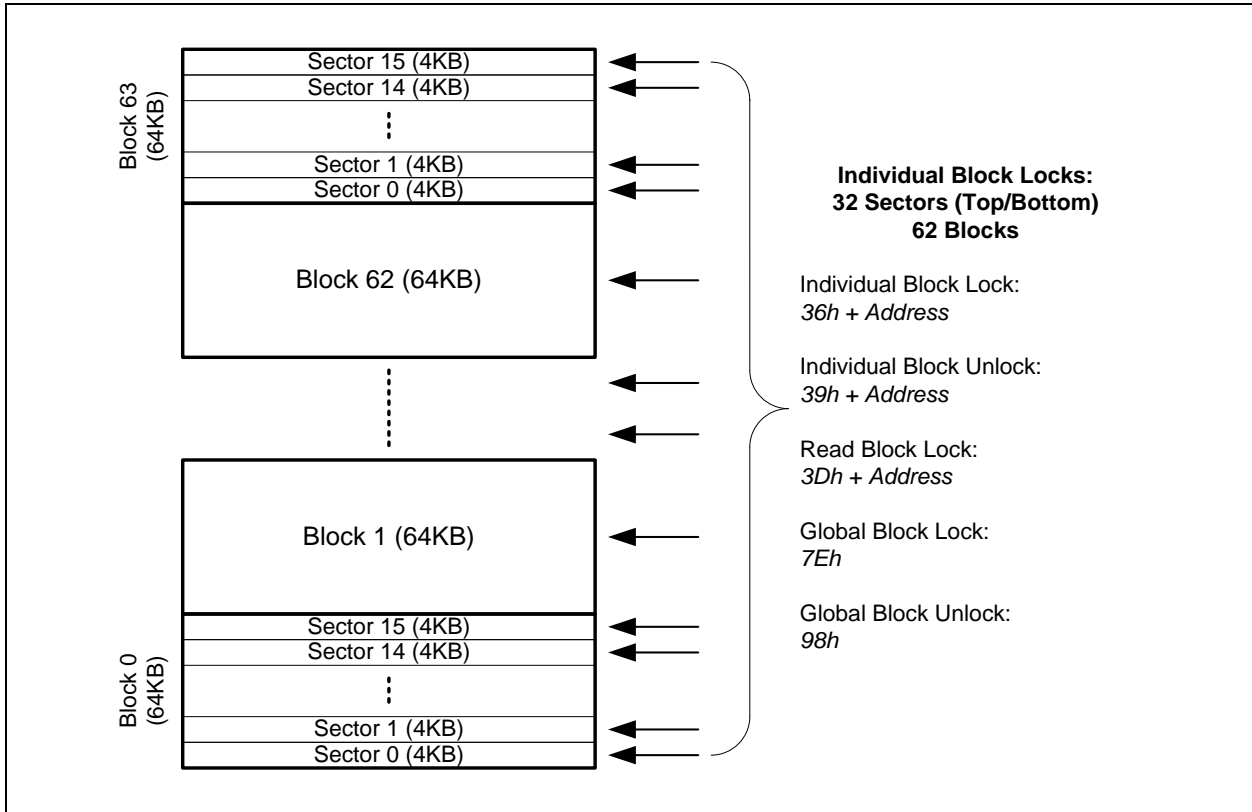 Block 63
(64KB)
Sector 15 (4KB)
Sector 14 (4KB)
Sector 1 (4KB)
Sector 0 (4KB)
Block 62 (64KB)
Block 1 (64KB)
Block 0
(64KB)
Sector 15 (4KB)
Sector 14 (4KB)
Sector 1 (4KB)
Sector 0 (4KB)
Individual Block Locks:
32 Sectors (Top/Bottom)
62 Blocks
Individual Block Lock:
36h + Address
Individual Block Unlock:
39h + Address
Read Block Lock:
3Dh + Address
Global Block Lock:
7Eh
Global Block Unlock:
98h